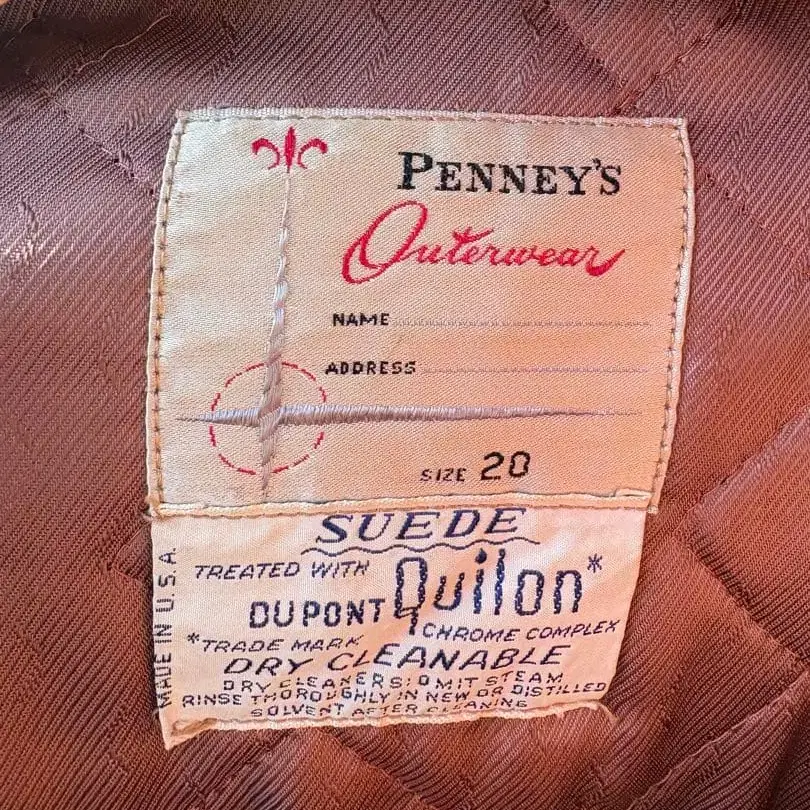 PENNEY'S
Outerwear
NAME
ADDRESS
SIZE 20
SUEDE
TREATED WITH
DUPONT Quilon*
CHROME COMPLEX
*TRADE MARK
DRY CLEANABLE
DRY CLEANERS: OMIT STEAM
RINSE THOROUGHLY IN NEW OR DISTILLED
SOLVENT AFTER CLEANING
MADE IN U.S.A.